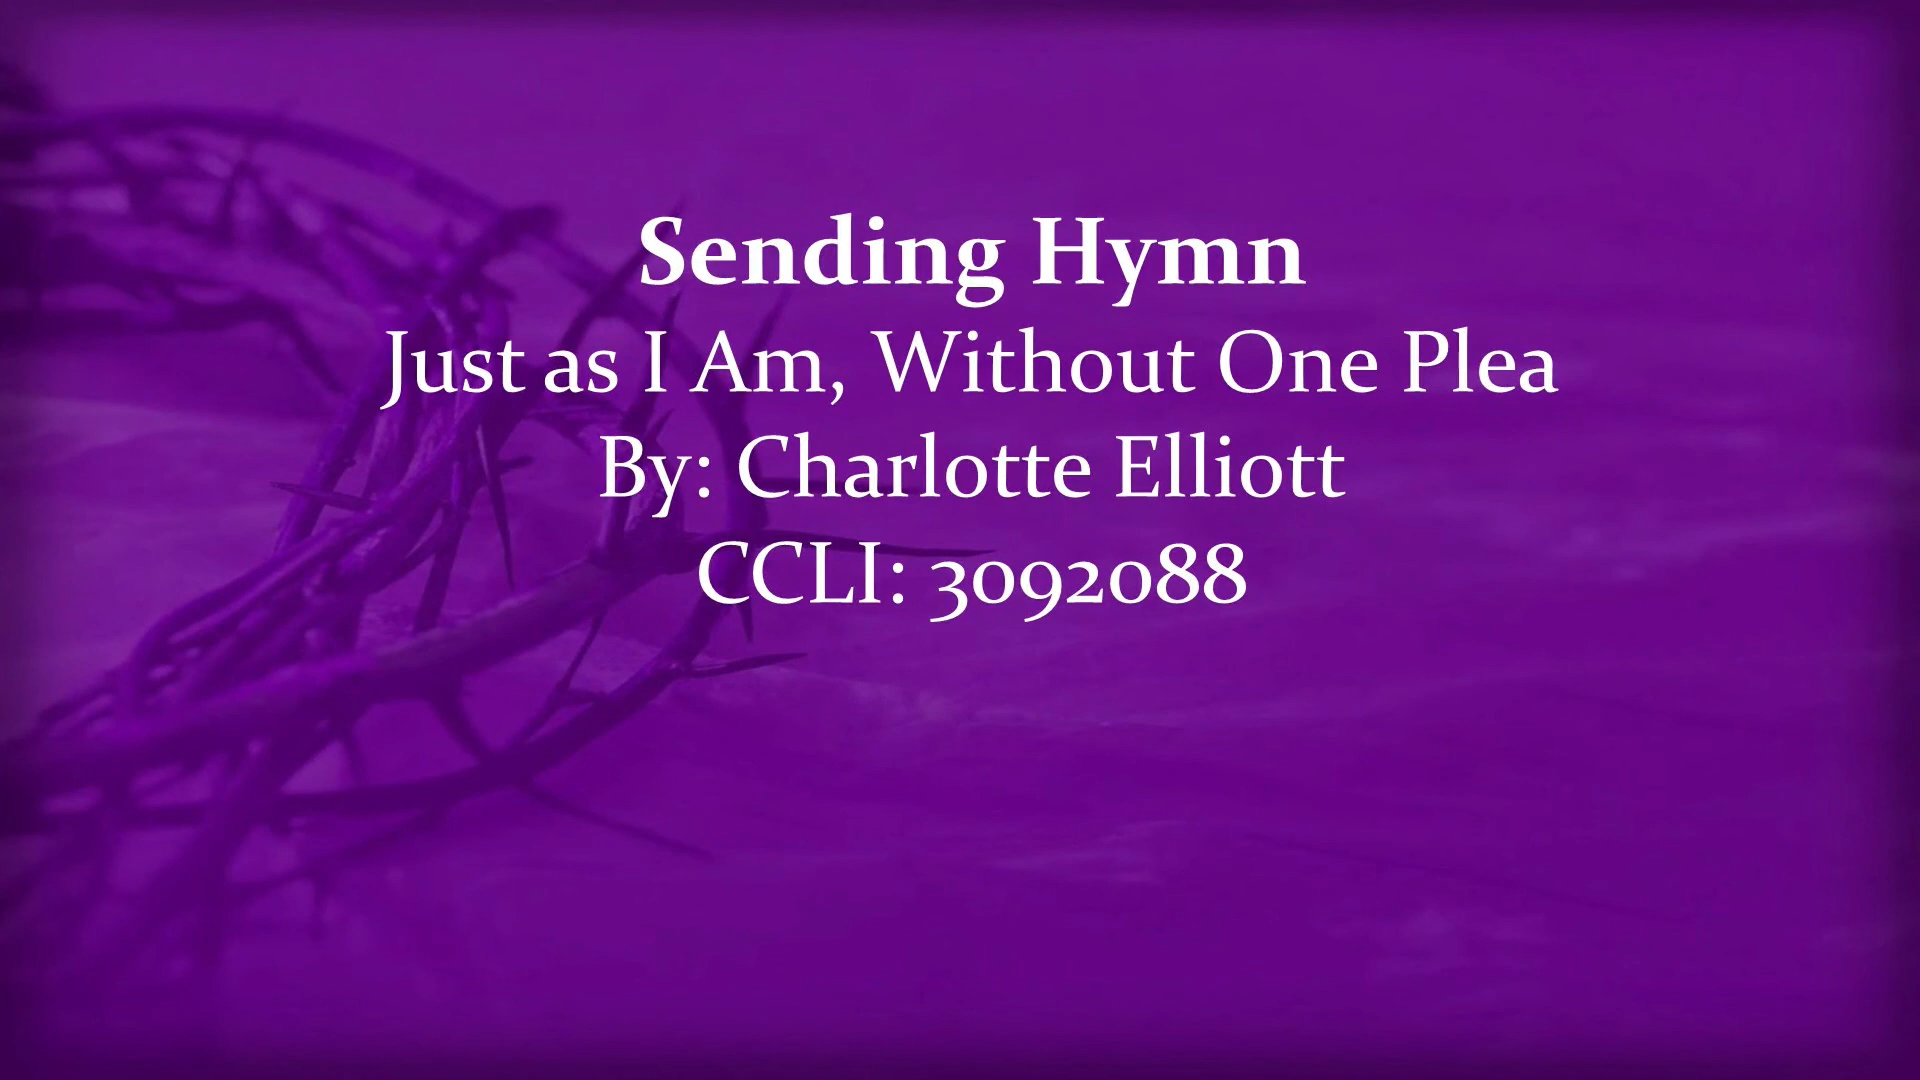 Sending Hymn
Just as I Am, Without One Plea
By: Charlotte Elliott
CCLI: 3092088